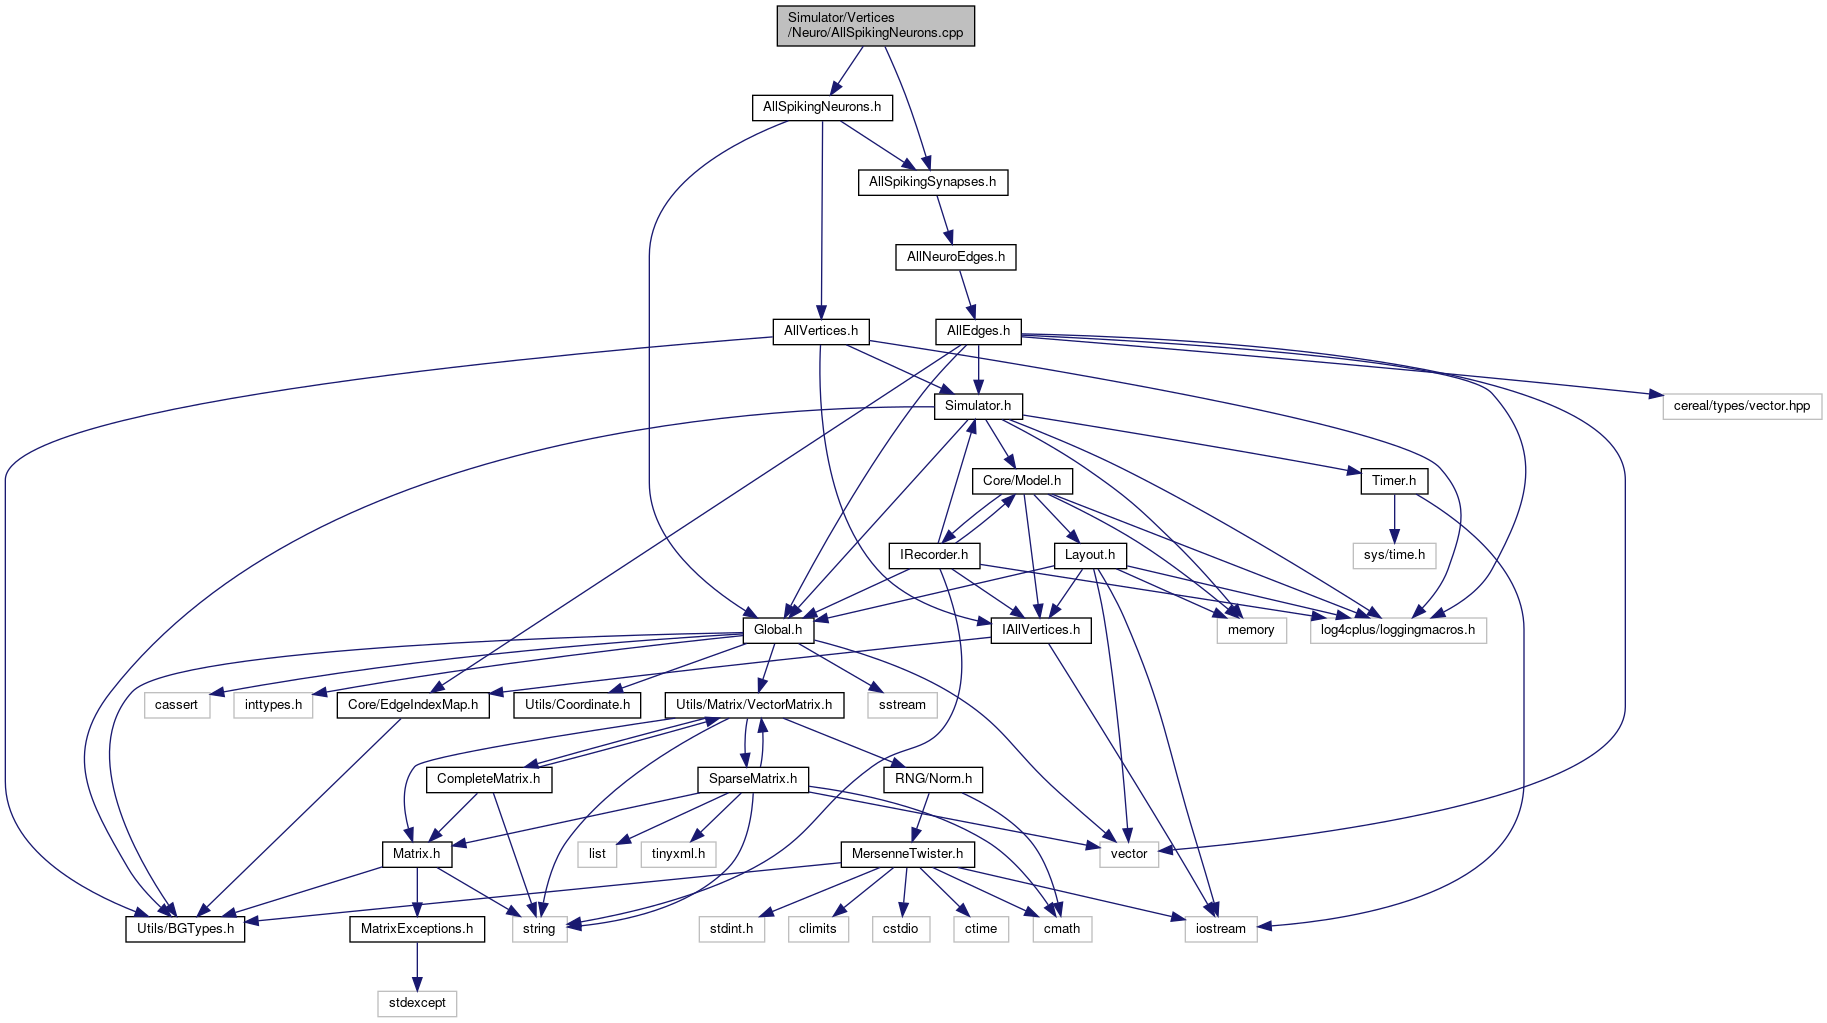 Simulator/Vertices
/Neuro/AllSpikingNeurons.cpp
AllSpikingNeurons.h
AllSpikingSynapses.h
AllNeuroEdges.h
AllVertices.h
AllEdges.h
Simulator.h
cereal/types/vector.hpp
Core/Model.h
Timer.h
IRecorder.h
Layout.h
sys/time.h
Global.h
IAllVertices.h
memory
log4cplus/loggingmacros.h
cassert
inttypes.h
Core/EdgeIndexMap.h
Utils/Coordinate.h
Utils/Matrix/VectorMatrix.h
sstream
CompleteMatrix.h
SparseMatrix.h
RNG/Norm.h
Matrix.h
list
tinyxml.h
MersenneTwister.h
vector
Utils/BGTypes.h
MatrixExceptions.h
string
stdint.h
climits
cstdio
ctime
cmath
iostream
stdexcept